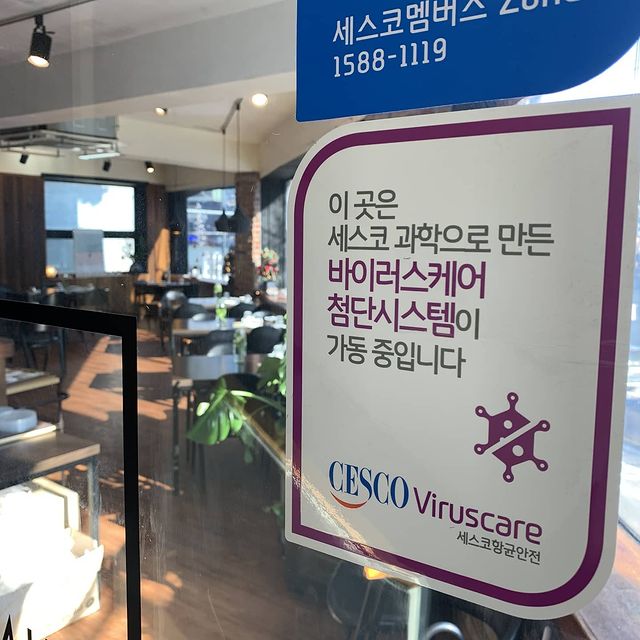 세스코멤버스 Zone
1588-1119
이 곳은
세스코 과학으로 만든
바이러스케어
첨단시스템이
가동 중입니다
CESCO Viruscare
세스코항균안전